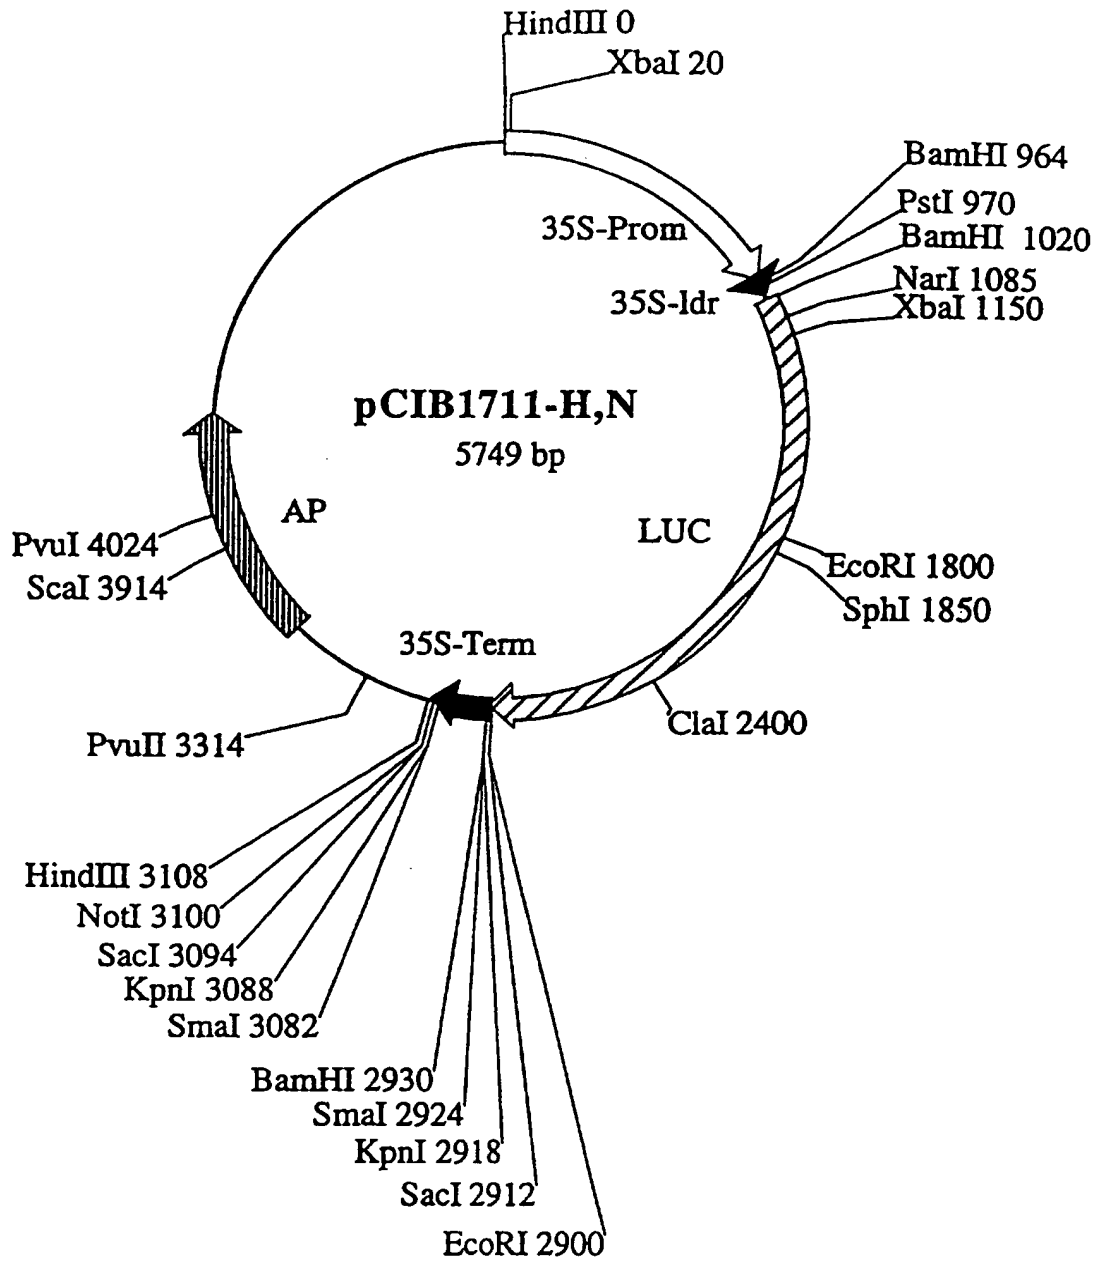 HindIII 0
XbaI 20
BamHI 964
PstI 970
35S-Prom
BamHI 1020
NarI 1085
35S-ldr
XbaI 1150
pCIB1711-H,N
5749 bp
AP
LUC
PvuI 4024
EcoRI 1800
ScaI 3914
SphI 1850
35S-Term
ClaI 2400
PvuII 3314
HindIII 3108
NotI 3100
SacI 3094
KpnI 3088
SmaI 3082
BamHI 2930
SmaI 2924
KpnI 2918
SacI 2912
EcoRI 2900